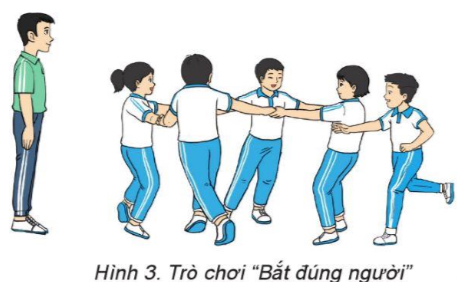 Hình 3. Trò chơi “Bắt đúng người”